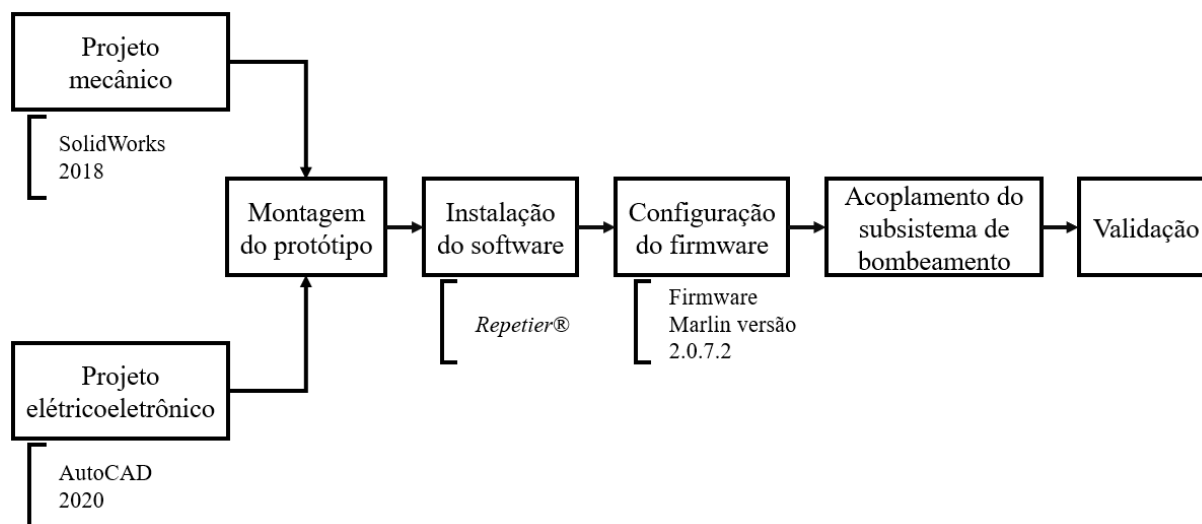 Projeto
mecânico
SolidWorks
2018
Montagem
do protótipo
Instalação
do software
Configuração
do firmware
Acoplamento do
subsistema de
bombeamento
Validação
Repetier®
Firmware
Marlin versão
2.0.7.2
Projeto
elétricoeletrônico
AutoCAD
2020